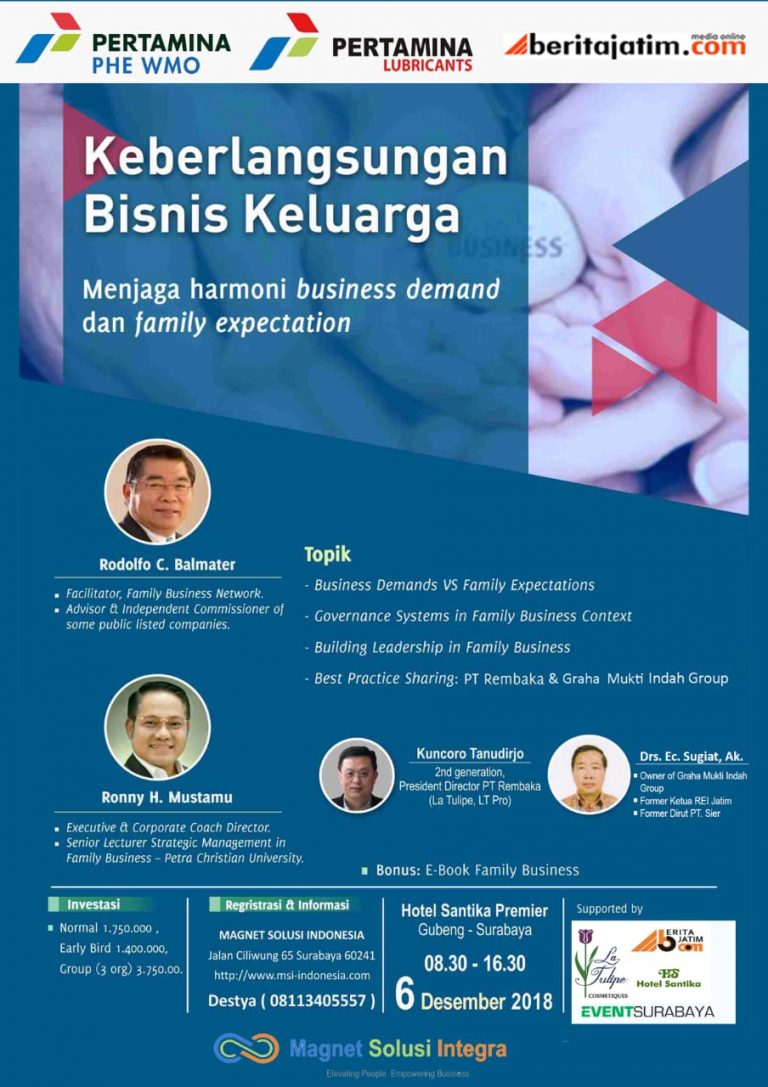 PERTAMINA
PHE WMO
PERTAMINA
LUBRICANTS
media online
beritajatim.com
Keberlangsungan
Bisnis Keluarga
BUSINESS
Menjaga harmoni business demand
dan family expectation
Rodolfo C. Balmater
Facilitator, Family Business Network.
Advisor & Independent Commissioner of
some public listed companies.
Topik
- Business Demands VS Family Expectations
- Governance Systems in Family Business Context
- Building Leadership in Family Business
- Best Practice Sharing: PT Rembaka & Graha Mukti Indah Group
Ronny H. Mustamu
Executive & Corporate Coach Director.
Senior Lecturer Strategic Management in
Family Business – Petra Christian University.
Kuncoro Tanudirjo
2nd generation,
President Director PT Rembaka
(La Tulipe, LT Pro)
Drs. Ec. Sugiat, Ak.
Owner of Graha Mukti Indah
Group
Former Ketua REI Jatim
Former Dirut PT. Sier
Bonus: E-Book Family Business
Investasi
Normal 1.750.000 ,
Early Bird 1.400.000,
Group (3 org) 3.750.00.
Regristrasi & Informasi
MAGNET SOLUSI INDONESIA
Jalan Ciliwung 65 Surabaya 60241
http://www.msi-indonesia.com
Destya ( 08113405557 )
Hotel Santika Premier
Gubeng - Surabaya
08.30 - 16.30
6 Desember 2018
Supported by
La
Tulipe
COSMETIQUES
BERITA
JATIM
com
HS
Hotel Santika
EVENTSURABAYA
Magnet Solusi Integra
Elevating People. Empowering Business